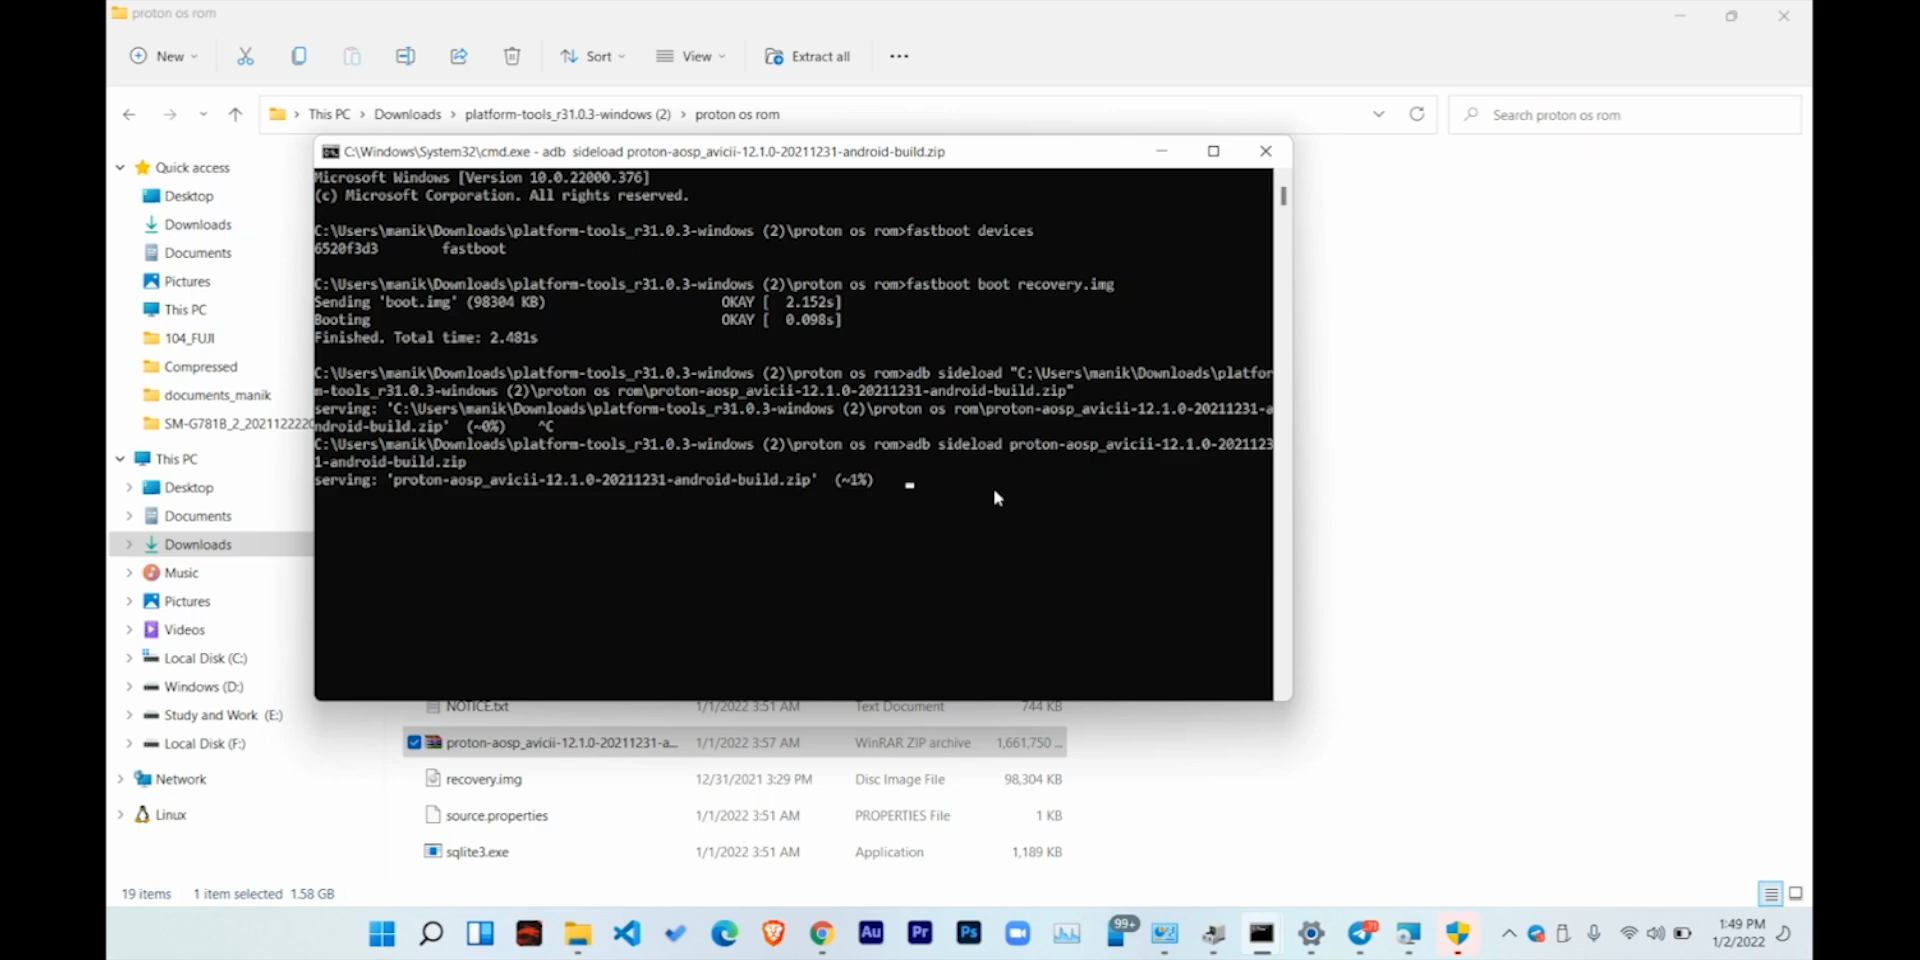 proton os rom
New
Sort
View
Extract all
This PC > Downloads > platform-tools_r31.0.3-windows (2) > proton os rom
Search proton os rom
C:\Windows\System32\cmd.exe - adb  sideload proton-aosp_avicii-12.1.0-20211231-android-build.zip
Microsoft Windows [Version 10.0.22000.376]
(c) Microsoft Corporation. All rights reserved.
C:\Users\manik\Downloads\platform-tools_r31.0.3-windows (2)\proton os rom>fastboot devices
6520f3d3        fastboot
C:\Users\manik\Downloads\platform-tools_r31.0.3-windows (2)\proton os rom>fastboot boot recovery.img
Sending 'boot.img' (98304 KB)                      OKAY [  2.152s]
Booting                                            OKAY [  0.098s]
Finished. Total time: 2.481s
C:\Users\manik\Downloads\platform-tools_r31.0.3-windows (2)\proton os rom>adb sideload "C:\Users\manik\Downloads\platfor
m-tools_r31.0.3-windows (2)\proton os rom\proton-aosp_avicii-12.1.0-20211231-android-build.zip"
serving: 'C:\Users\manik\Downloads\platform-tools_r31.0.3-windows (2)\proton os rom\proton-aosp_avicii-12.1.0-20211231-a
ndroid-build.zip'  (~0%)    ^C
C:\Users\manik\Downloads\platform-tools_r31.0.3-windows (2)\proton os rom>adb sideload proton-aosp_avicii-12.1.0-2021123
1-android-build.zip
serving: 'proton-aosp_avicii-12.1.0-20211231-android-build.zip'  (~1%)
Quick access
Desktop
Downloads
Documents
Pictures
This PC
104_FUJI
Compressed
documents_manik
SM-G781B_2_2021122220
This PC
Desktop
Documents
Downloads
Music
Pictures
Videos
Local Disk (C:)
Windows (D:)
Study and Work (E:)
Local Disk (F:)
Network
Linux
NOTICE.txt 1/1/2022 3:51 AM Text Document 744 KB
proton-aosp_avicii-12.1.0-20211231-a... 1/1/2022 3:57 AM WinRAR ZIP archive 1,661,750 ...
recovery.img 12/31/2021 3:29 PM Disc Image File 98,304 KB
source.properties 1/1/2022 3:51 AM PROPERTIES File 1 KB
sqlite3.exe 1/1/2022 3:51 AM Application 1,189 KB
19 items 1 item selected 1.58 GB
Au
Pr
Ps
99+
1:49 PM
1/2/2022